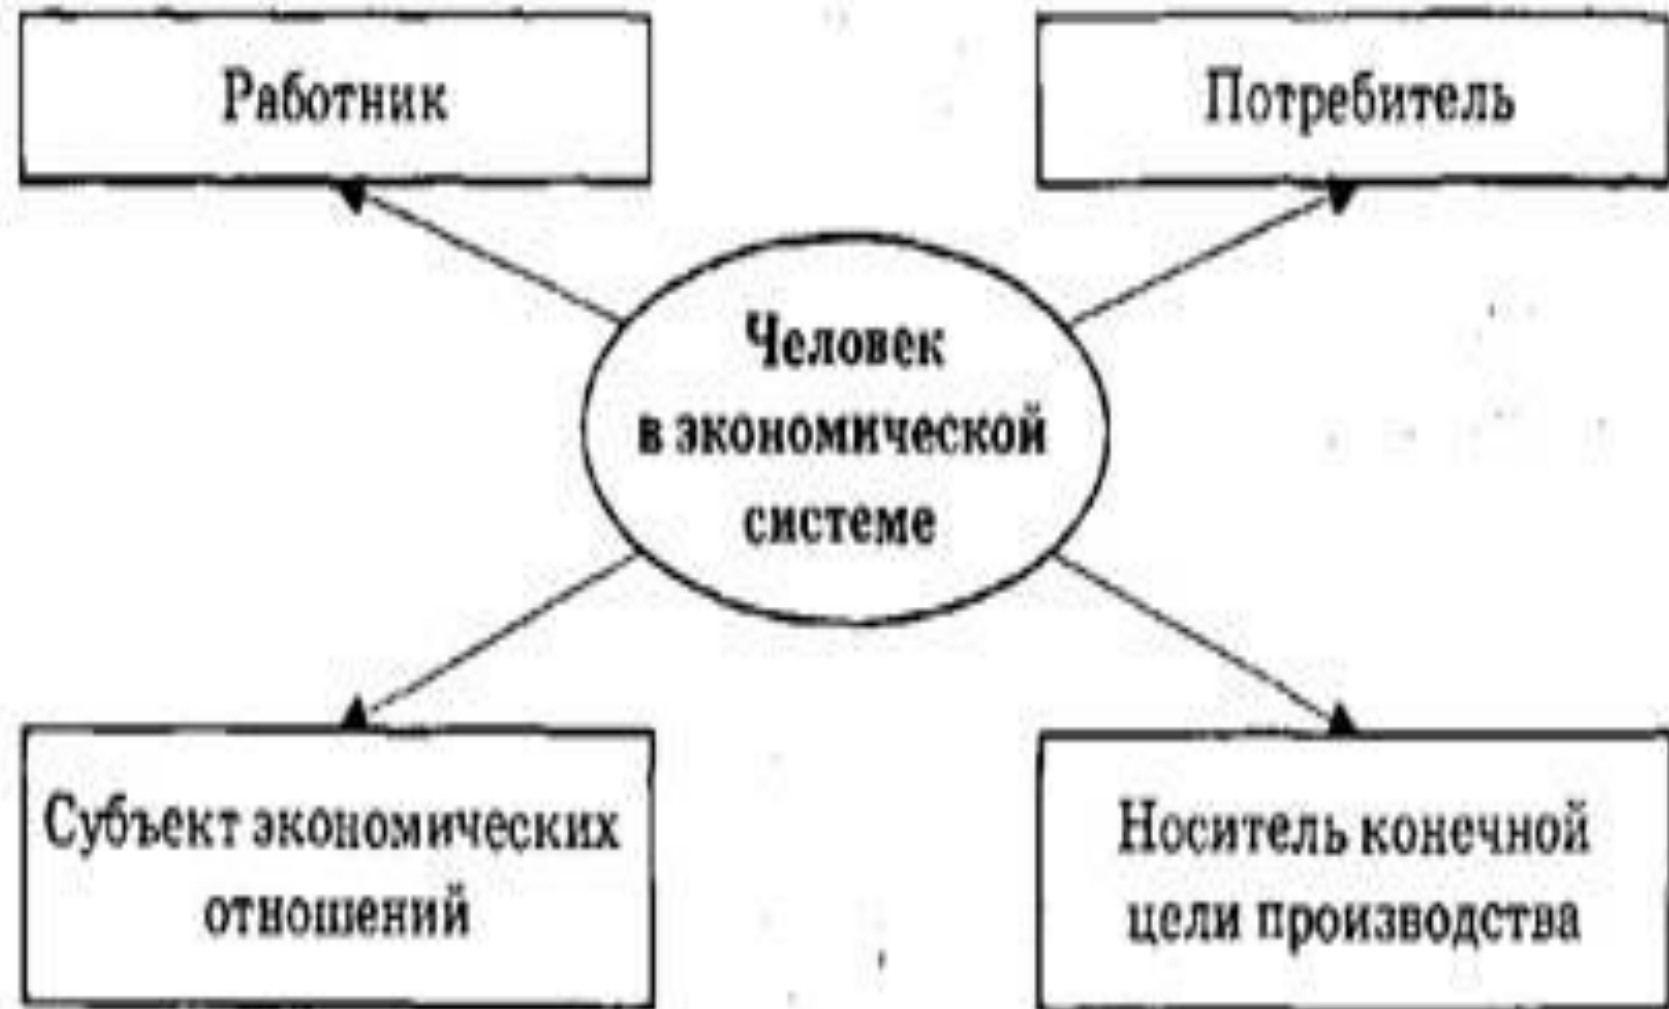 Работник
Потребитель
Человек
в экономической
системе
Субъект экономических
отношений
Носитель конечной
цели производства